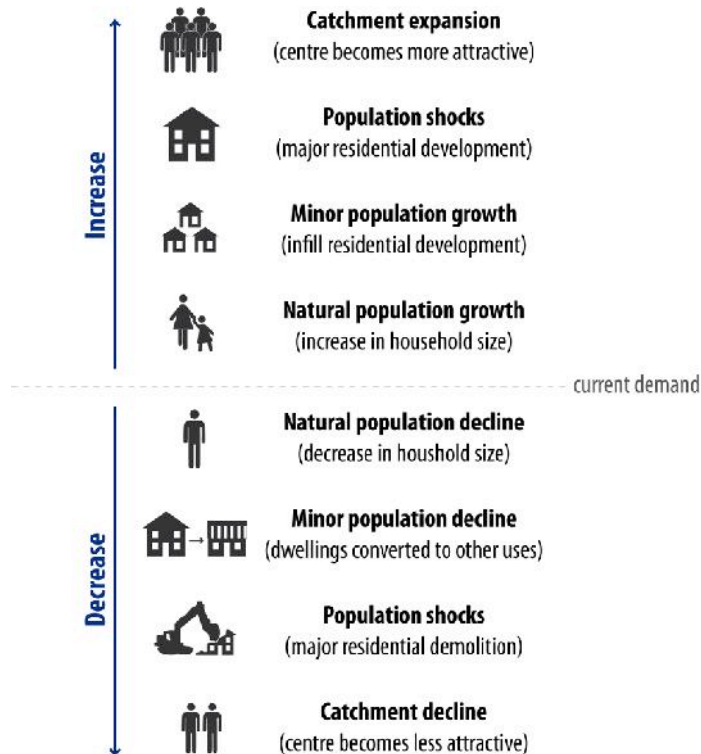 Catchment expansion
(centre becomes more attractive)
Population shocks
(major residential development)
Increase
Minor population growth
(infill residential development)
Natural population growth
(increase in household size)
current demand
Natural population decline
(decrease in houshold size)
Minor population decline
(dwellings converted to other uses)
Decrease
Population shocks
(major residential demolition)
Catchment decline
(centre becomes less attractive)